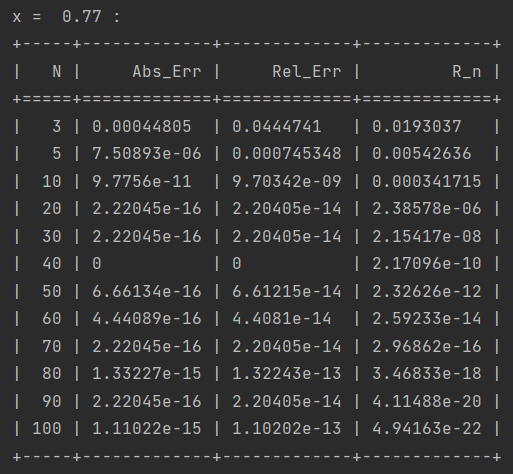 x =  0.77 :
+-----+-------------+-------------+-------------+
|   N |     Abs_Err |     Rel_Err |         R_n |
+=====+=============+=============+=============+
|   3 | 0.00044805  | 0.0444741   | 0.0193037   |
|   5 | 7.50893e-06 | 0.000745348 | 0.00542636  |
|  10 | 9.7756e-11  | 9.70342e-09 | 0.000341715 |
|  20 | 2.22045e-16 | 2.20405e-14 | 2.38578e-06 |
|  30 | 2.22045e-16 | 2.20405e-14 | 2.15417e-08 |
|  40 | 0           | 0           | 2.17096e-10 |
|  50 | 6.66134e-16 | 6.61215e-14 | 2.32626e-12 |
|  60 | 4.44089e-16 | 4.4081e-14  | 2.59233e-14 |
|  70 | 2.22045e-16 | 2.20405e-14 | 2.96862e-16 |
|  80 | 1.33227e-15 | 1.32243e-13 | 3.46833e-18 |
|  90 | 2.22045e-16 | 2.20405e-14 | 4.11488e-20 |
| 100 | 1.11022e-15 | 1.10202e-13 | 4.94163e-22 |
+-----+-------------+-------------+-------------+